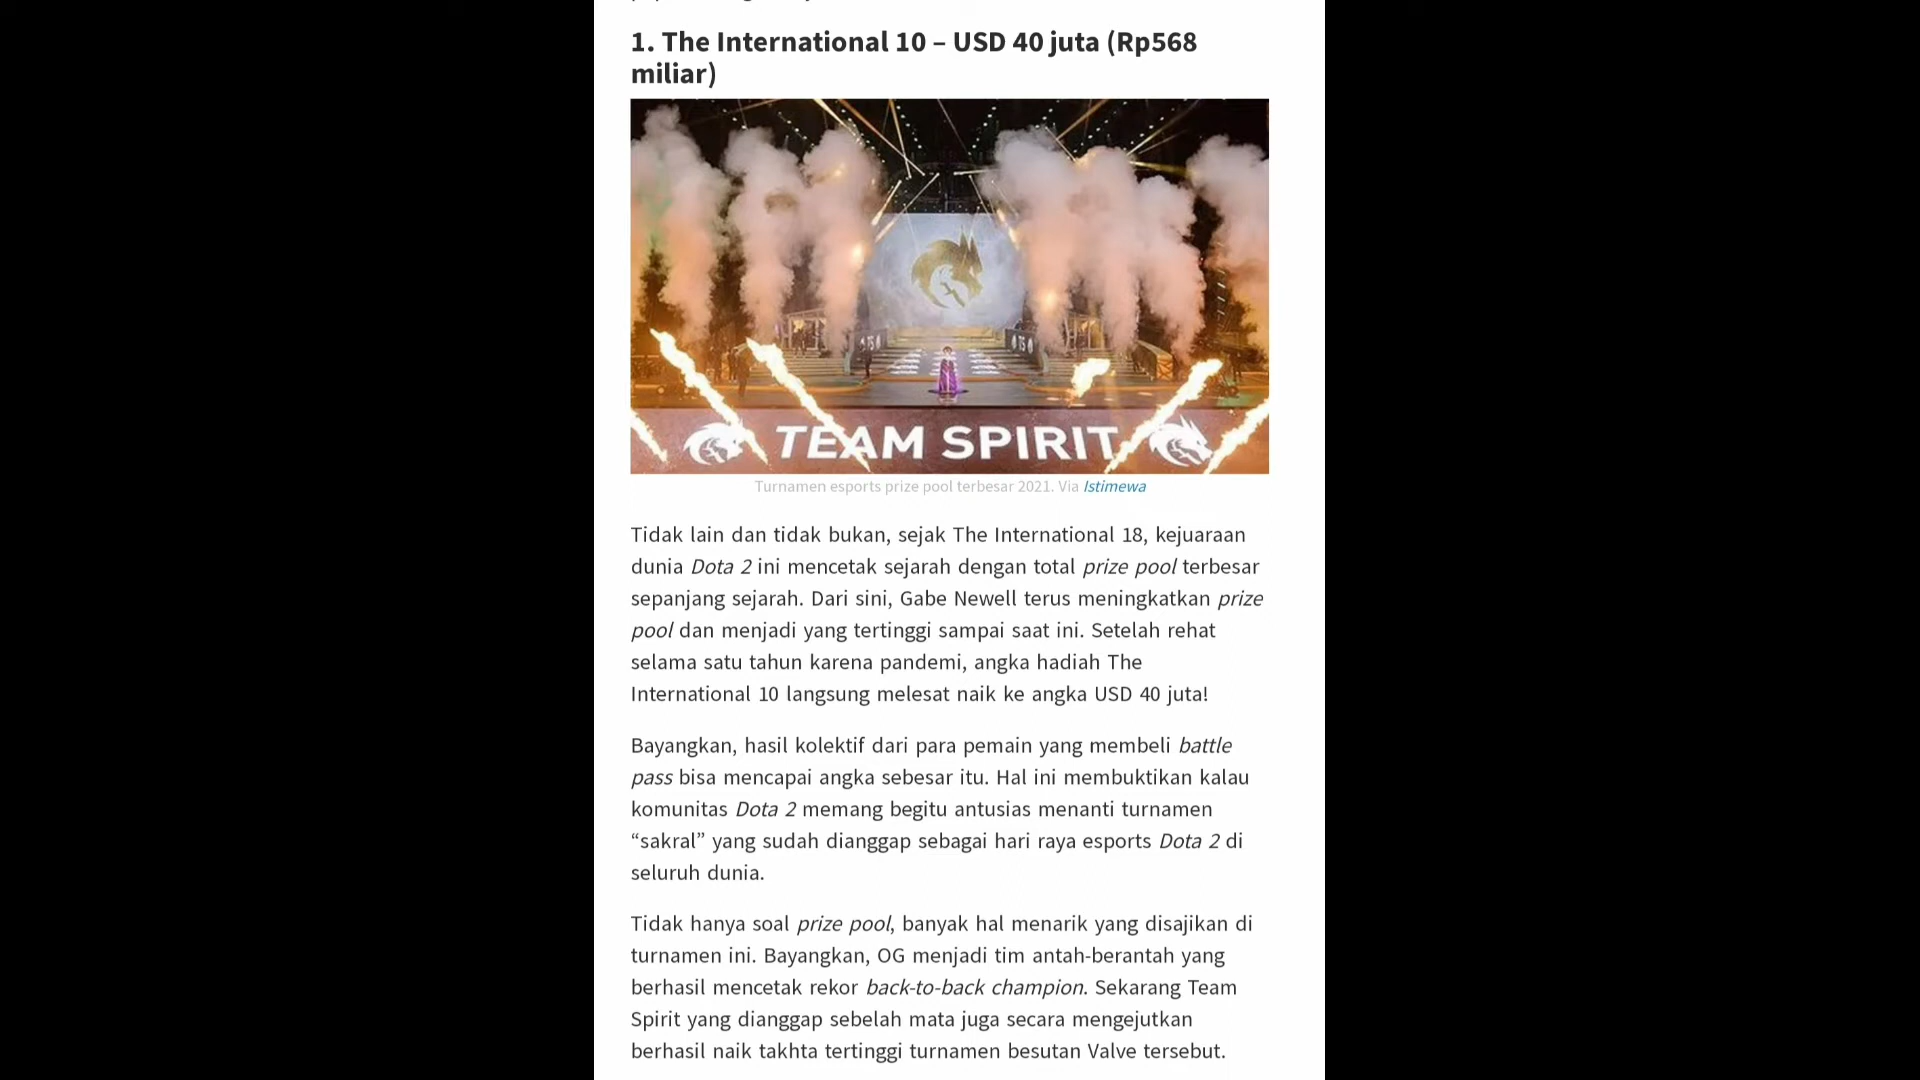 1. The International 10 – USD 40 juta (Rp568
miliar)
TS
TS
TEAM SPIRIT
Turnamen esports prize pool terbesar 2021. Via Istimewa
Tidak lain dan tidak bukan, sejak The International 18, kejuaraan
dunia Dota 2 ini mencetak sejarah dengan total prize pool terbesar
sepanjang sejarah. Dari sini, Gabe Newell terus meningkatkan prize
pool dan menjadi yang tertinggi sampai saat ini. Setelah rehat
selama satu tahun karena pandemi, angka hadiah The
International 10 langsung melesat naik ke angka USD 40 juta!
Bayangkan, hasil kolektif dari para pemain yang membeli battle
pass bisa mencapai angka sebesar itu. Hal ini membuktikan kalau
komunitas Dota 2 memang begitu antusias menanti turnamen
“sakral” yang sudah dianggap sebagai hari raya esports Dota 2 di
seluruh dunia.
Tidak hanya soal prize pool, banyak hal menarik yang disajikan di
turnamen ini. Bayangkan, OG menjadi tim antah-berantah yang
berhasil mencetak rekor back-to-back champion. Sekarang Team
Spirit yang dianggap sebelah mata juga secara mengejutkan
berhasil naik takhta tertinggi turnamen besutan Valve tersebut.